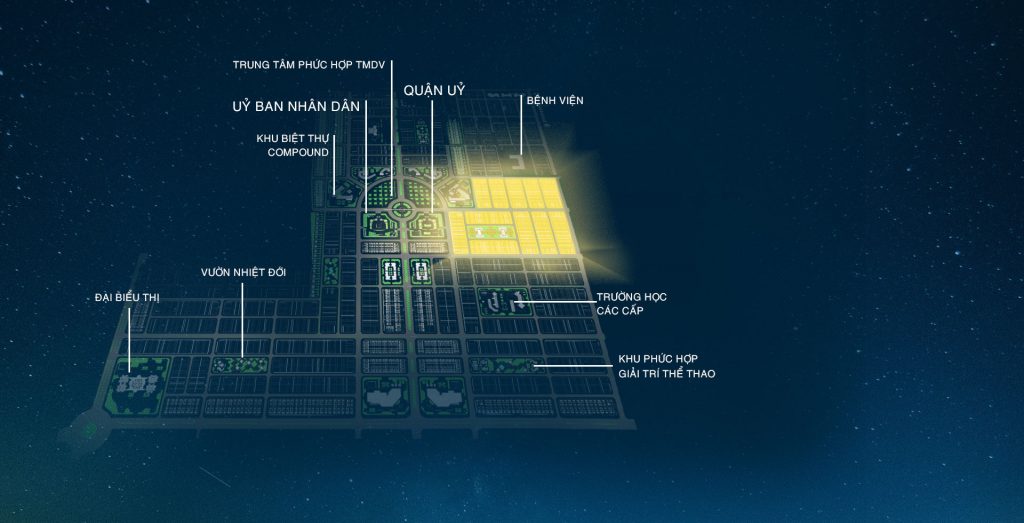 TRUNG TÂM PHỨC HỢP TMDV
QUẬN UỶ
UỶ BAN NHÂN DÂN
BỆNH VIỆN
KHU BIỆT THỰ
COMPOUND
VƯỜN NHIỆT ĐỚI
ĐẠI BIỂU THỊ
TRƯỜNG HỌC
CÁC CẤP
KHU PHỨC HỢP
GIẢI TRÍ THỂ THAO